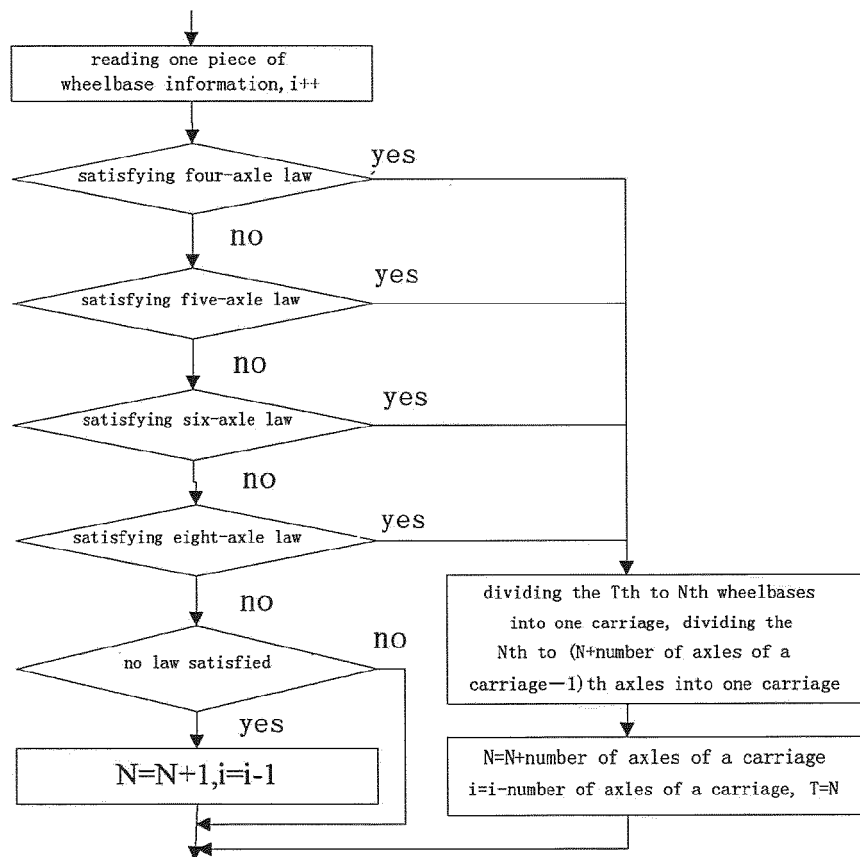 reading one piece of
wheelbase information, i++
yes
satisfying four-axle law
no
yes
satisfying five-axle law
no
yes
satisfying six-axle law
no
yes
satisfying eight-axle law
no
no
no law satisfied
yes
N=N+1,i=i-1
dividing the Tth to Nth wheelbases
into one carriage, dividing the
Nth to (N+number of axles of a
carriage—1)th axles into one carriage
N=N+number of axles of a carriage
i=i-number of axles of a carriage, T=N